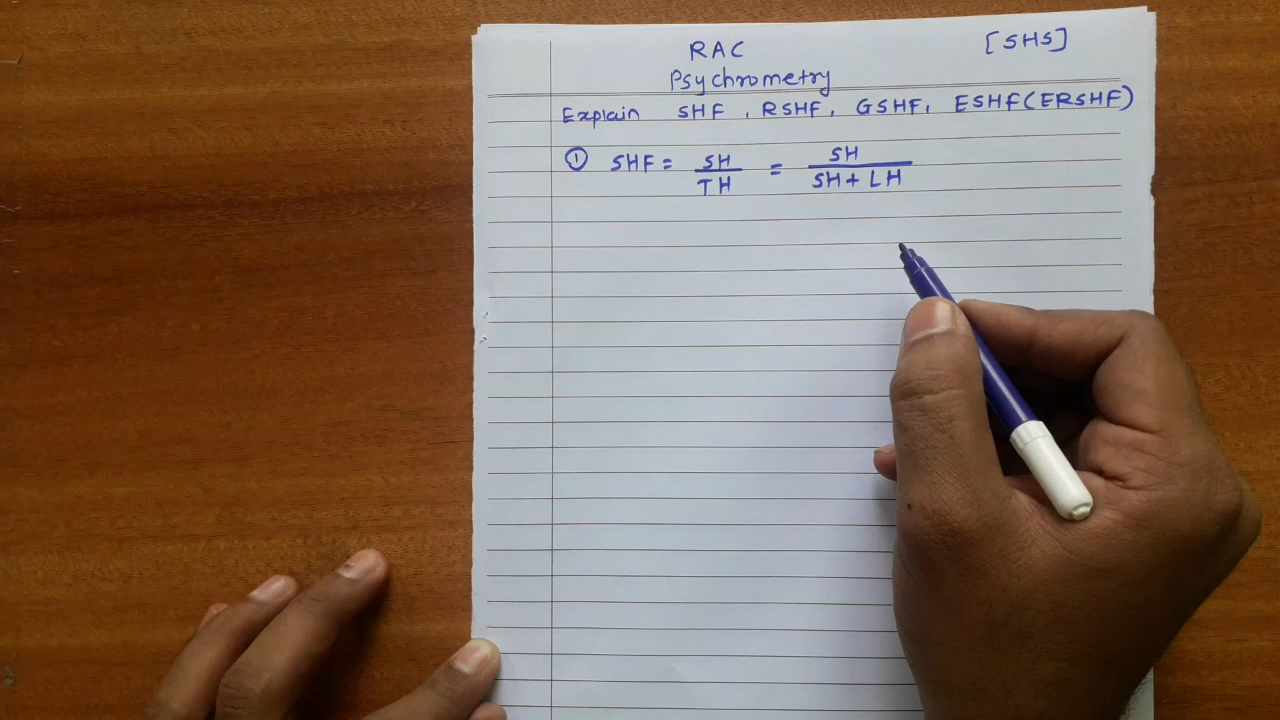 RAC [SHS]
Psychrometry
Explain SHF, RSHF, GSHF, ESHF(ERSHF)
① SHF = SH/TH = SH/SH + LH